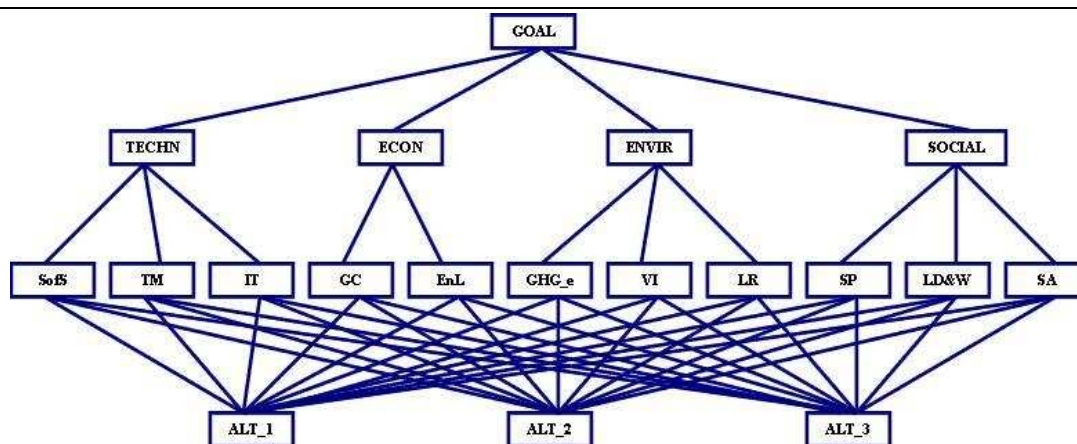 GOAL
TECHN ECON ENVIR SOCIAL
SofS TM IT GC EnL GHG_e VI LR SP LD&W SA
ALT_1 ALT_2 ALT_3